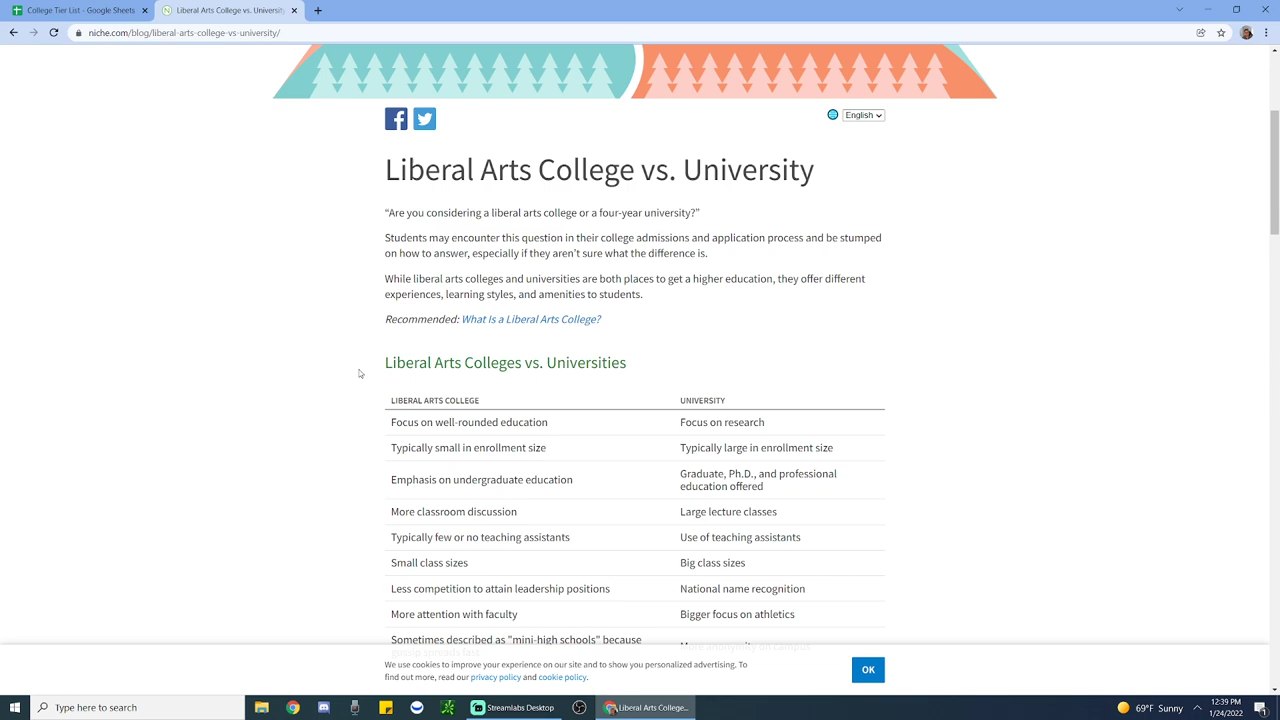 College Tier List - Google Sheets
Liberal Arts College vs. Universit
niche.com/blog/liberal-arts-college-vs-university/
English
Liberal Arts College vs. University
“Are you considering a liberal arts college or a four-year university?”
Students may encounter this question in their college admissions and application process and be stumped
on how to answer, especially if they aren’t sure what the difference is.
While liberal arts colleges and universities are both places to get a higher education, they offer different
experiences, learning styles, and amenities to students.
Recommended: What Is a Liberal Arts College?
Liberal Arts Colleges vs. Universities
LIBERAL ARTS COLLEGE UNIVERSITY
Focus on well-rounded education Focus on research
Typically small in enrollment size Typically large in enrollment size
Emphasis on undergraduate education Graduate, Ph.D., and professional
education offered
More classroom discussion Large lecture classes
Typically few or no teaching assistants Use of teaching assistants
Small class sizes Big class sizes
Less competition to attain leadership positions National name recognition
More attention with faculty Bigger focus on athletics
Sometimes described as "mini-high schools" because
gossip spreads fast More anonymity on campus
We use cookies to improve your experience on our site and to show you personalized advertising. To
find out more, read our privacy policy and cookie policy.
OK
Type here to search
Streamlabs Desktop
Liberal Arts College...
69°F Sunny
12:39 PM
1/24/2022
1